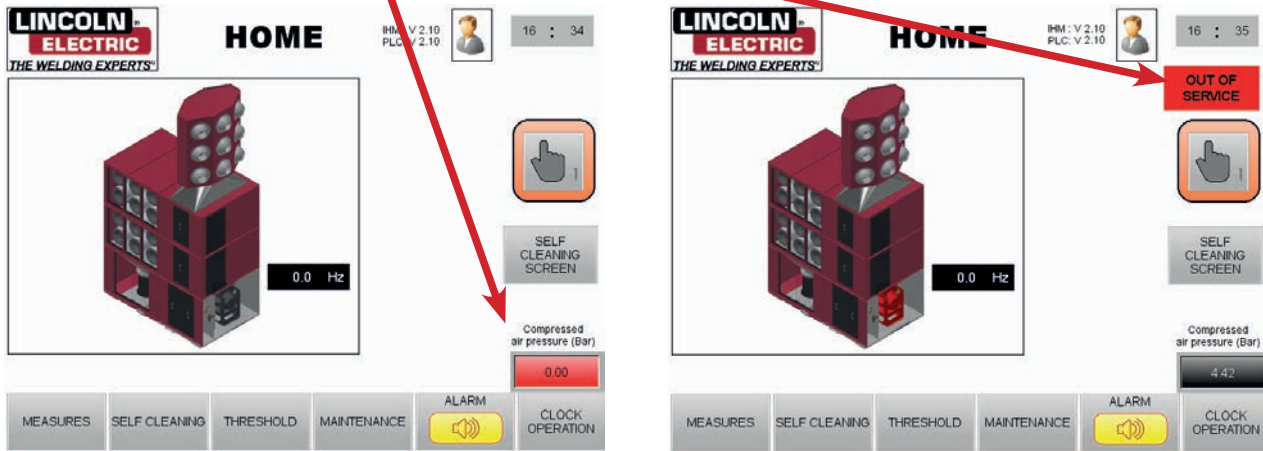 LINCOLN
ELECTRIC
THE WELDING EXPERTS
HOME
IHM : V 2.10
PLC: V 2.10
16 : 34
1
SELF
CLEANING
SCREEN
0.0 Hz
Compressed
air pressure (Bar)
0.00
MEASURES
SELF CLEANING
THRESHOLD
MAINTENANCE
ALARM
CLOCK
OPERATION
LINCOLN
ELECTRIC
THE WELDING EXPERTS
HOME
IHM : V 2.10
PLC: V 2.10
16 : 35
OUT OF
SERVICE
1
SELF
CLEANING
SCREEN
0.0 Hz
Compressed
air pressure (Bar)
4.42
MEASURES
SELF CLEANING
THRESHOLD
MAINTENANCE
ALARM
CLOCK
OPERATION